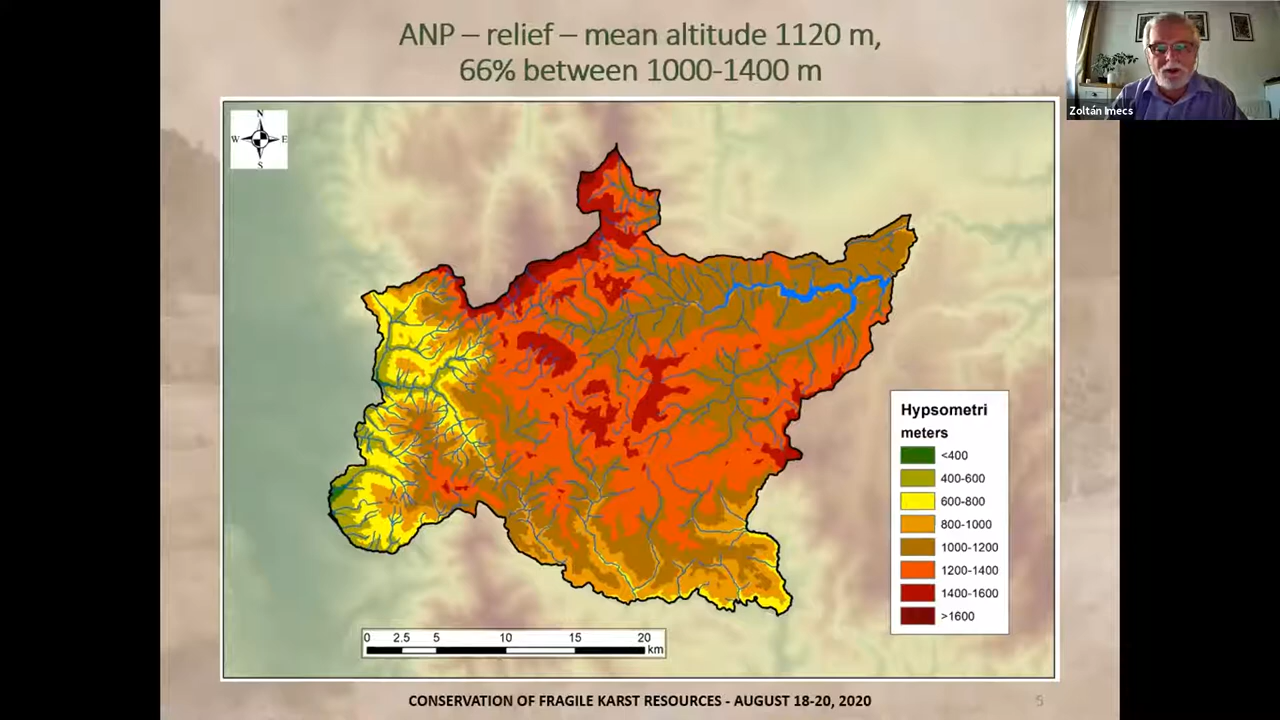 ANP – relief – mean altitude 1120 m,
66% between 1000-1400 m
Zoltán Imecs
N
W E
S
Hypsometri
meters
<400
400-600
600-800
800-1000
1000-1200
1200-1400
1400-1600
>1600
0 2.5 5 10 15 20
km
CONSERVATION OF FRAGILE KARST RESOURCES - AUGUST 18-20, 2020
5